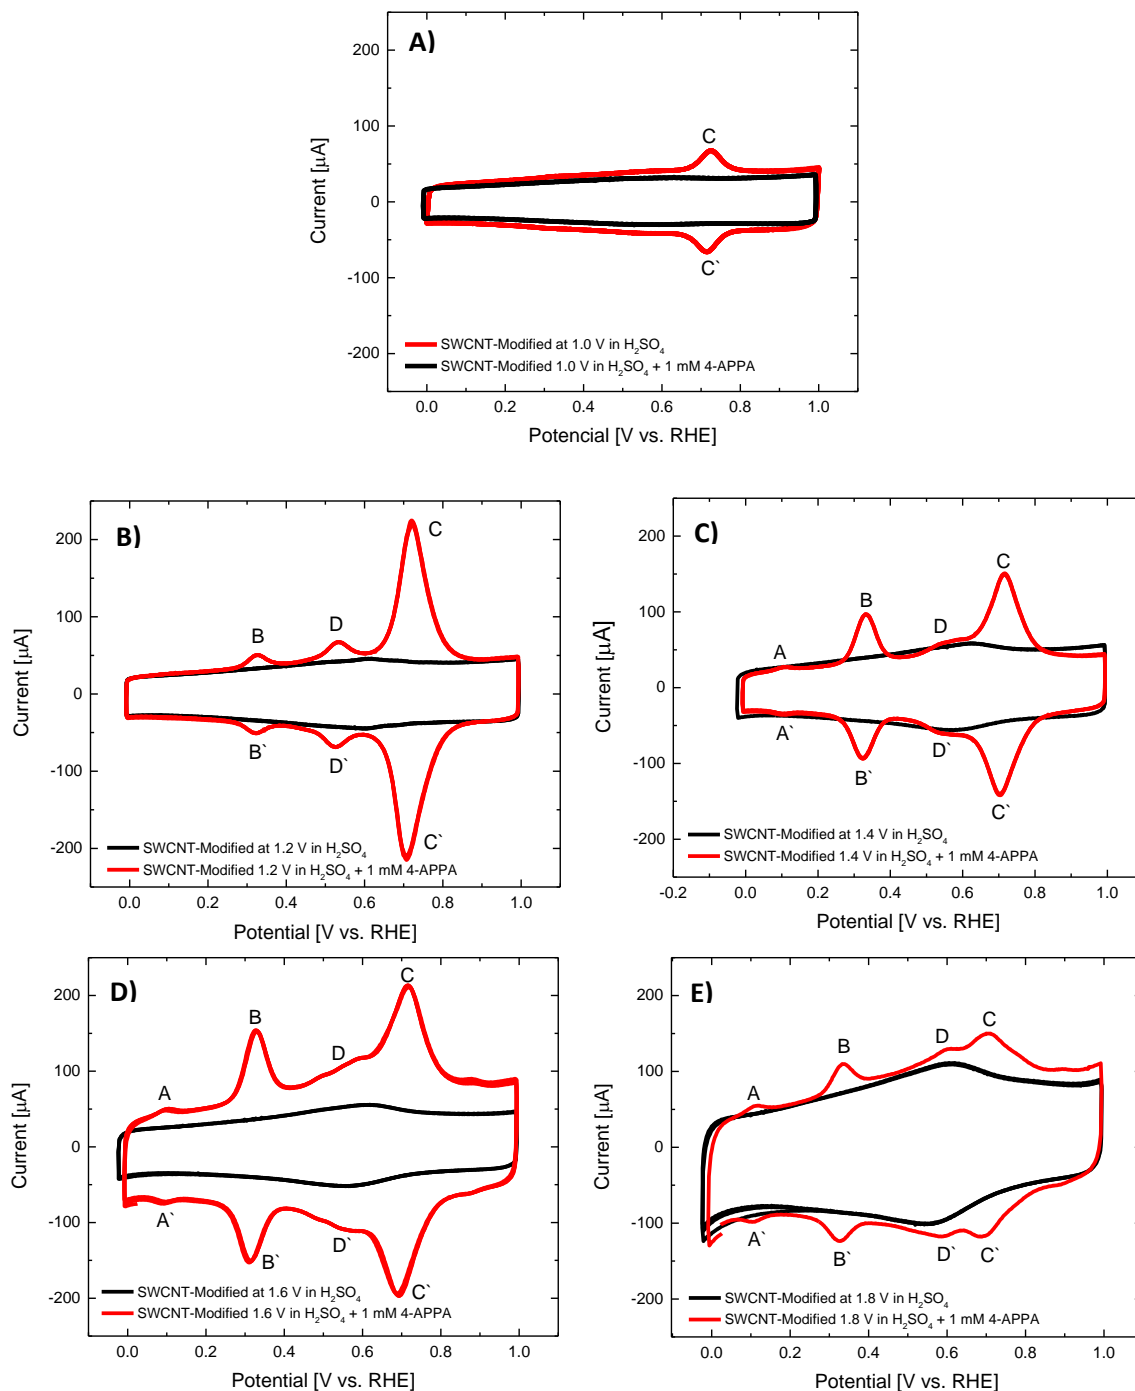 A)
200
100
0
-100
-200
Current [µA]
C
C`
SWCNT-Modified at 1.0 V in H₂SO₄
SWCNT-Modified 1.0 V in H₂SO₄ + 1 mM 4-APPA
0.0 0.2 0.4 0.6 0.8 1.0
Potencial [V vs. RHE]
B)
200
100
0
-100
-200
Current [µA]
B D C
B` D` C`
SWCNT-Modified at 1.2 V in H₂SO₄
SWCNT-Modified 1.2 V in H₂SO₄ + 1 mM 4-APPA
0.0 0.2 0.4 0.6 0.8 1.0
Potential [V vs. RHE]
C)
200
100
0
-100
-200
Current [µA]
A B D C
A` B` D` C`
SWCNT-Modified at 1.4 V in H₂SO₄
SWCNT-Modified 1.4 V in H₂SO₄ + 1 mM 4-APPA
-0.2 0.0 0.2 0.4 0.6 0.8 1.0
Potential [V vs. RHE]
D)
200
100
0
-100
-200
Current [µA]
A B D C
A` B` D` C`
SWCNT-Modified at 1.6 V in H₂SO₄
SWCNT-Modified 1.6 V in H₂SO₄ + 1 mM 4-APPA
0.0 0.2 0.4 0.6 0.8 1.0
Potential [V vs. RHE]
E)
200
100
0
-100
-200
Current [µA]
A B D C
A` B` D` C`
SWCNT-Modified at 1.8 V in H₂SO₄
SWCNT-Modified 1.8 V in H₂SO₄ + 1 mM 4-APPA
0.0 0.2 0.4 0.6 0.8 1.0
Potential [V vs. RHE]